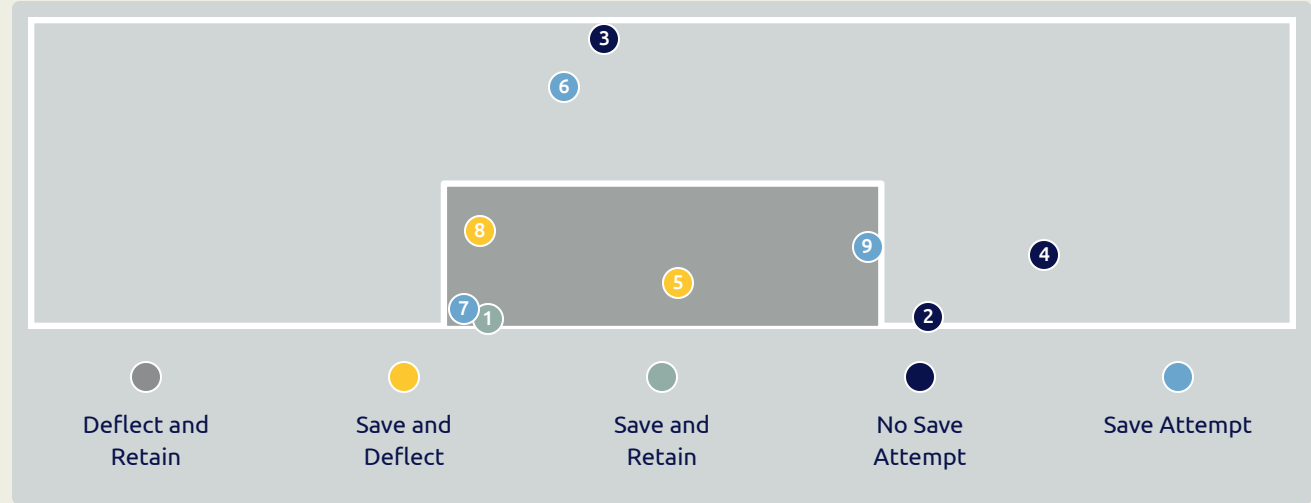 3
6
8
9
4
5
7
1
2
Deflect and
Retain
Save and
Deflect
Save and
Retain
No Save
Attempt
Save Attempt